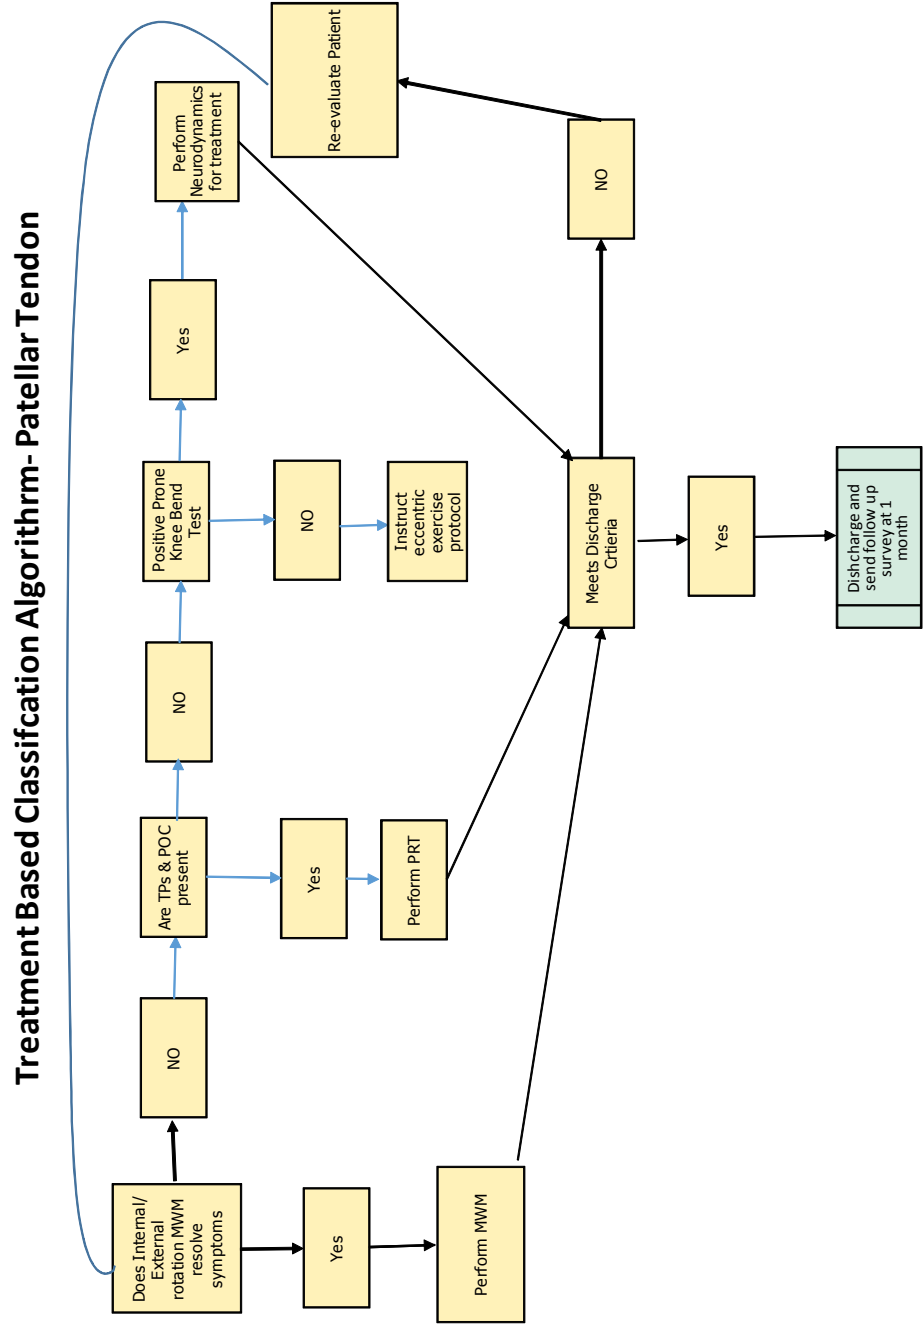 Treatment Based Classifcation Algorithrm- Patellar Tendon
Does Internal/
External
rotation MWM
resolve
symptoms
NO
Are TPs & POC
present
NO
Positive Prone
Knee Bend
Test
Yes
Perform
Neurodynamics
for treatment
Yes
Perform MWM
Yes
Perform PRT
NO
Instruct
eccentric
exercise
protocol
Re-evaluate Patient
Meets Discharge
Crtieria
NO
Yes
Dishcharge and
send follow up
survey at 1
month